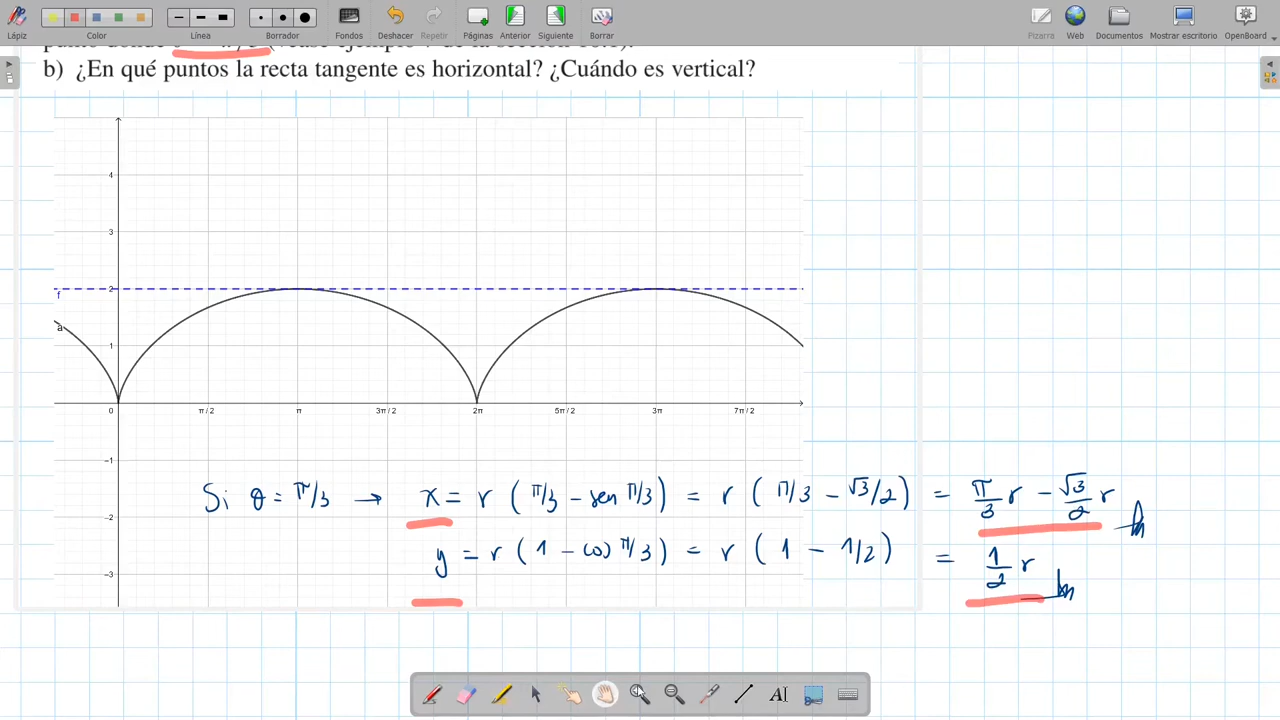 Lápiz Color Línea Borrador Fondos Deshacer Repetir Páginas Anterior Siguiente Borrar Pizarra Web Documentos Mostrar escritorio OpenBoard
b) ¿En qué puntos la recta tangente es horizontal? ¿Cuándo es vertical?
4
3
2
f
a
1
0 π / 2 π 3π / 2 2π 5π / 2 3π 7π / 2
−1
−2
−3
Si θ = π/3 → x = r ( π/3 − sen π/3 ) = r ( π/3 − √3/2 ) = π/3 r − √3/2 r
y = r ( 1 − cos π/3 ) = r ( 1 − 1/2 ) = 1/2 r